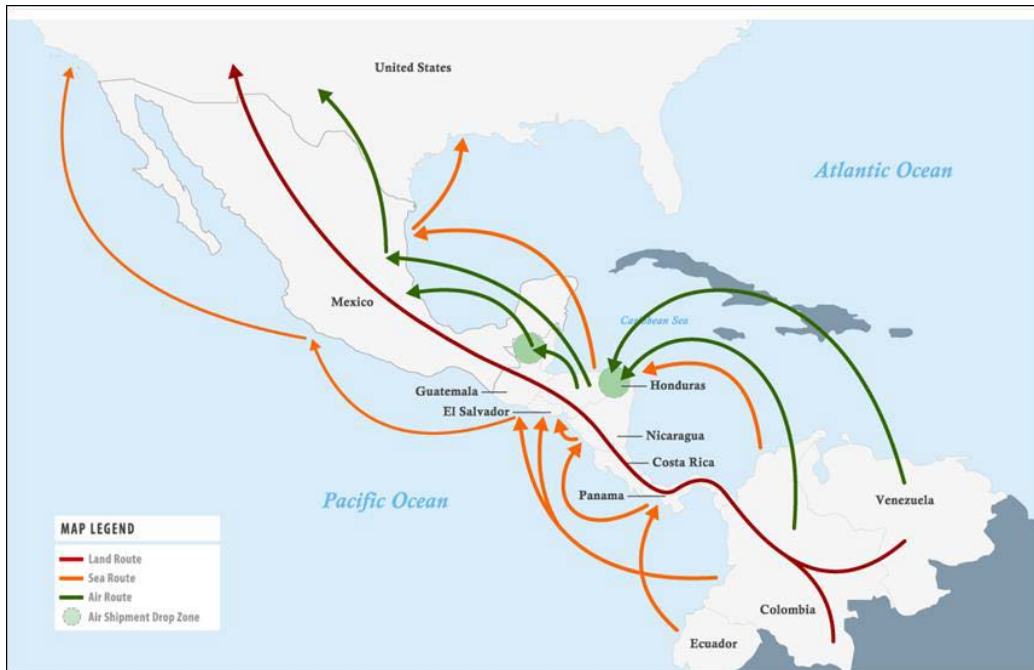 United States
Atlantic Ocean
Mexico
Caribbean Sea
Guatemala
Honduras
El Salvador
Nicaragua
Costa Rica
Pacific Ocean
Panama
Venezuela
MAP LEGEND
Land Route
Sea Route
Air Route
Air Shipment Drop Zone
Colombia
Ecuador